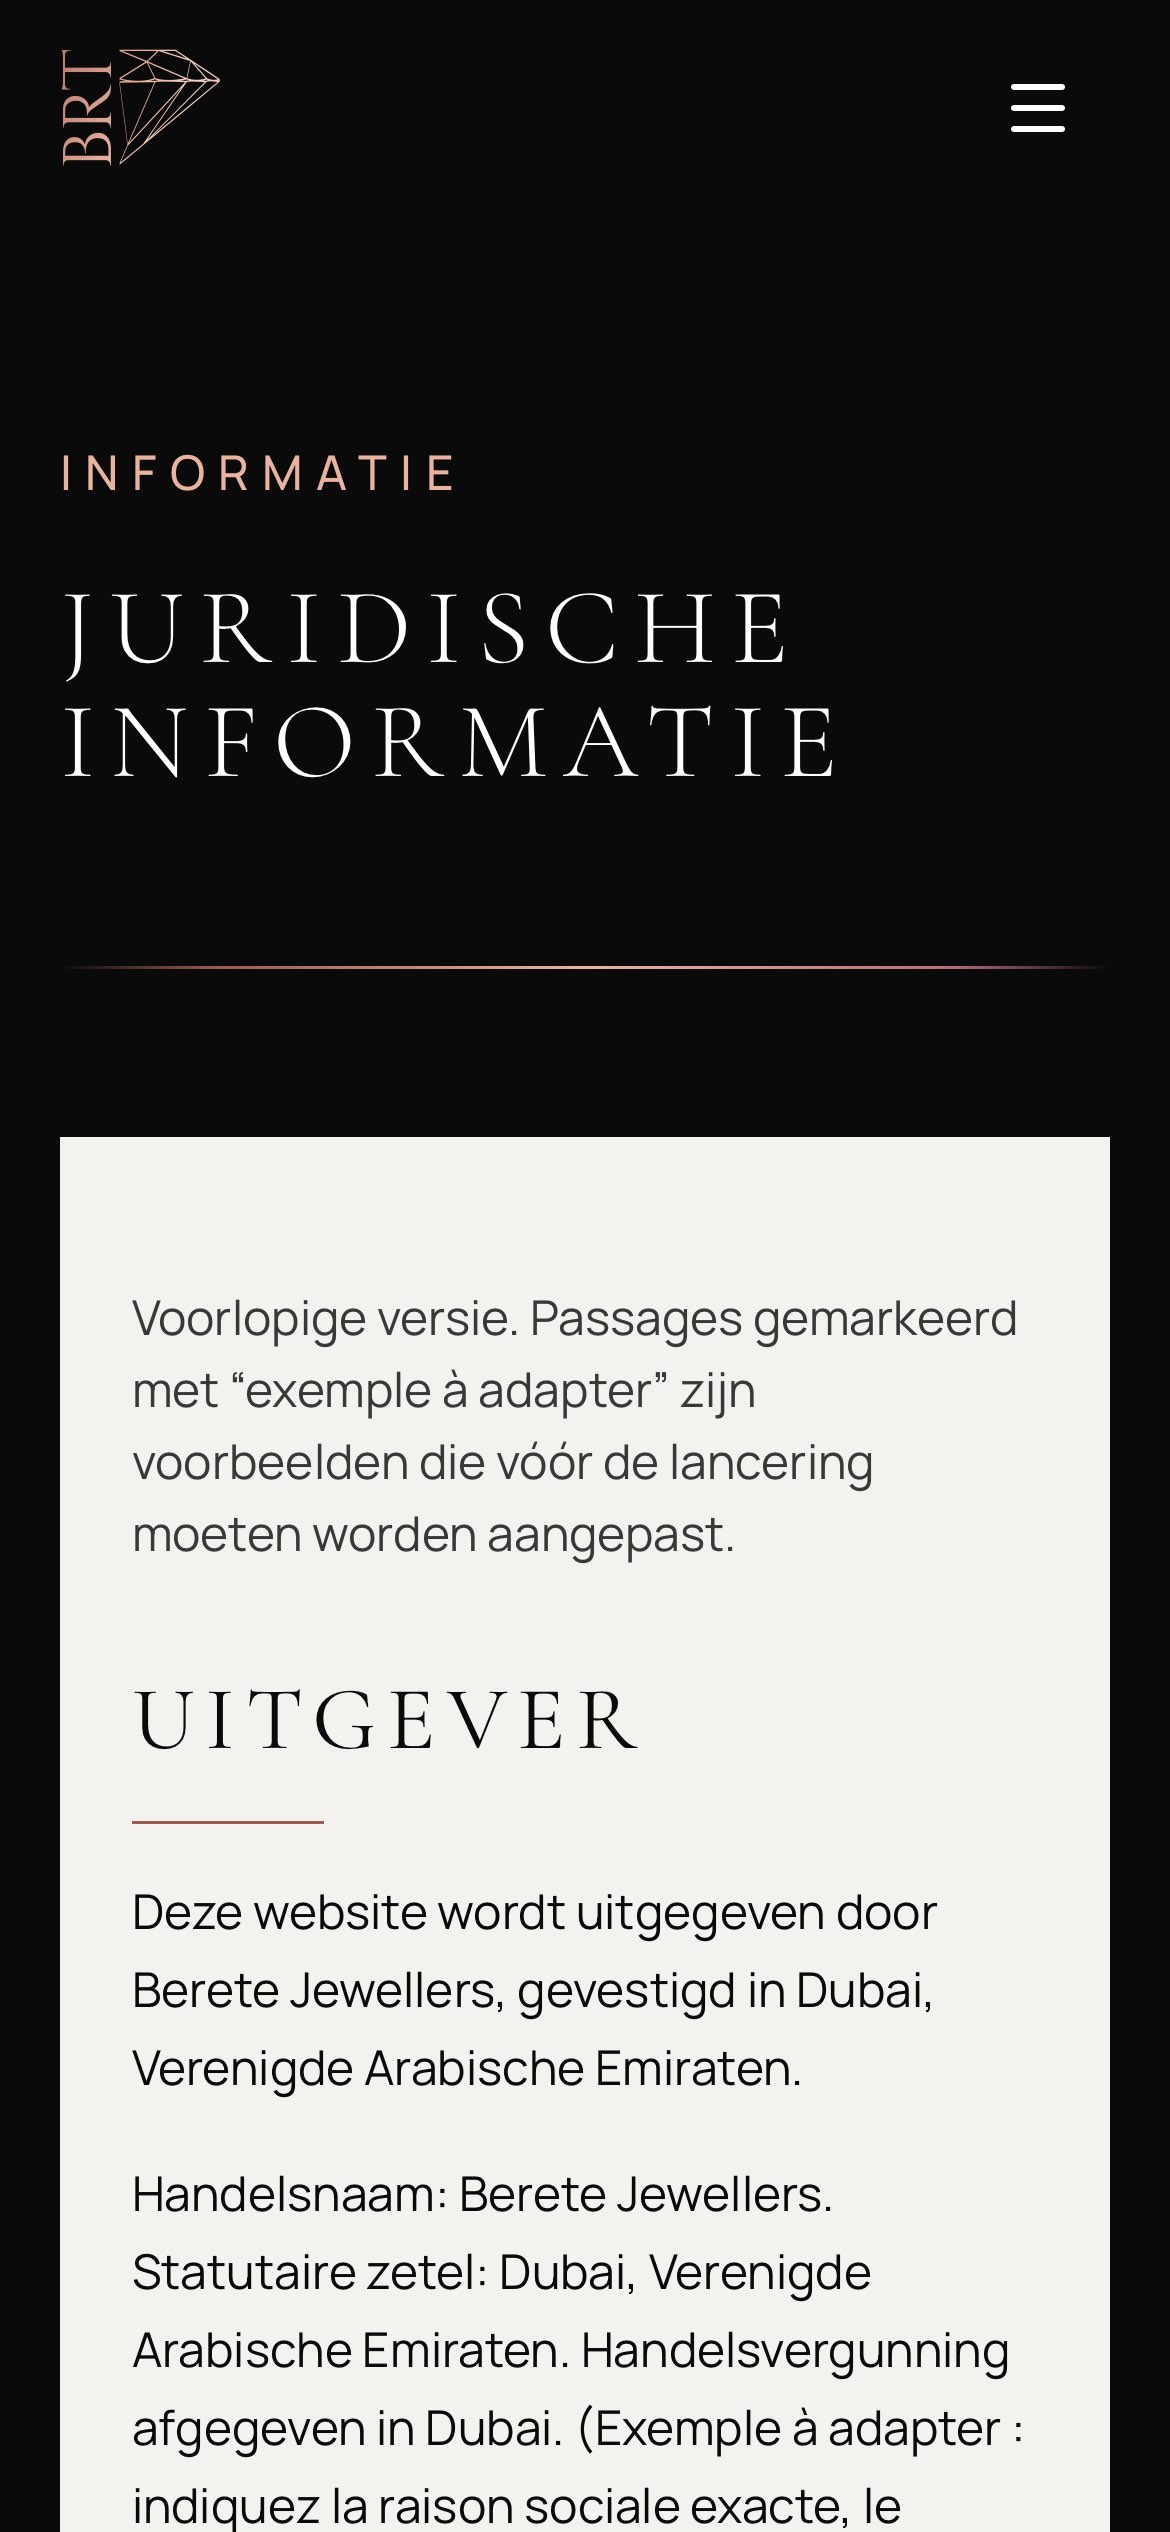 BRT
INFORMATIE
JURIDISCHE
INFORMATIE
Voorlopige versie. Passages gemarkeerd
met “exemple à adapter” zijn
voorbeelden die vóór de lancering
moeten worden aangepast.
UITGEVER
Deze website wordt uitgegeven door
Berete Jewellers, gevestigd in Dubai,
Verenigde Arabische Emiraten.
Handelsnaam: Berete Jewellers.
Statutaire zetel: Dubai, Verenigde
Arabische Emiraten. Handelsvergunning
afgegeven in Dubai. (Exemple à adapter :
indiquez la raison sociale exacte, le